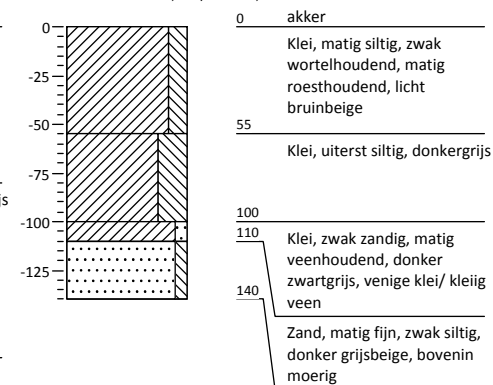 0
-25
-50
-75
-100
-125
js
0 akker
Klei, matig siltig, zwak
wortelhoudend, matig
roesthoudend, licht
bruinbeige
55
Klei, uiterst siltig, donkergrijs
100
110
Klei, zwak zandig, matig
veenhoudend, donker
zwartgrijs, venige klei/ kleiig
veen
140
Zand, matig fijn, zwak siltig,
donker grijsbeige, bovenin
moerig